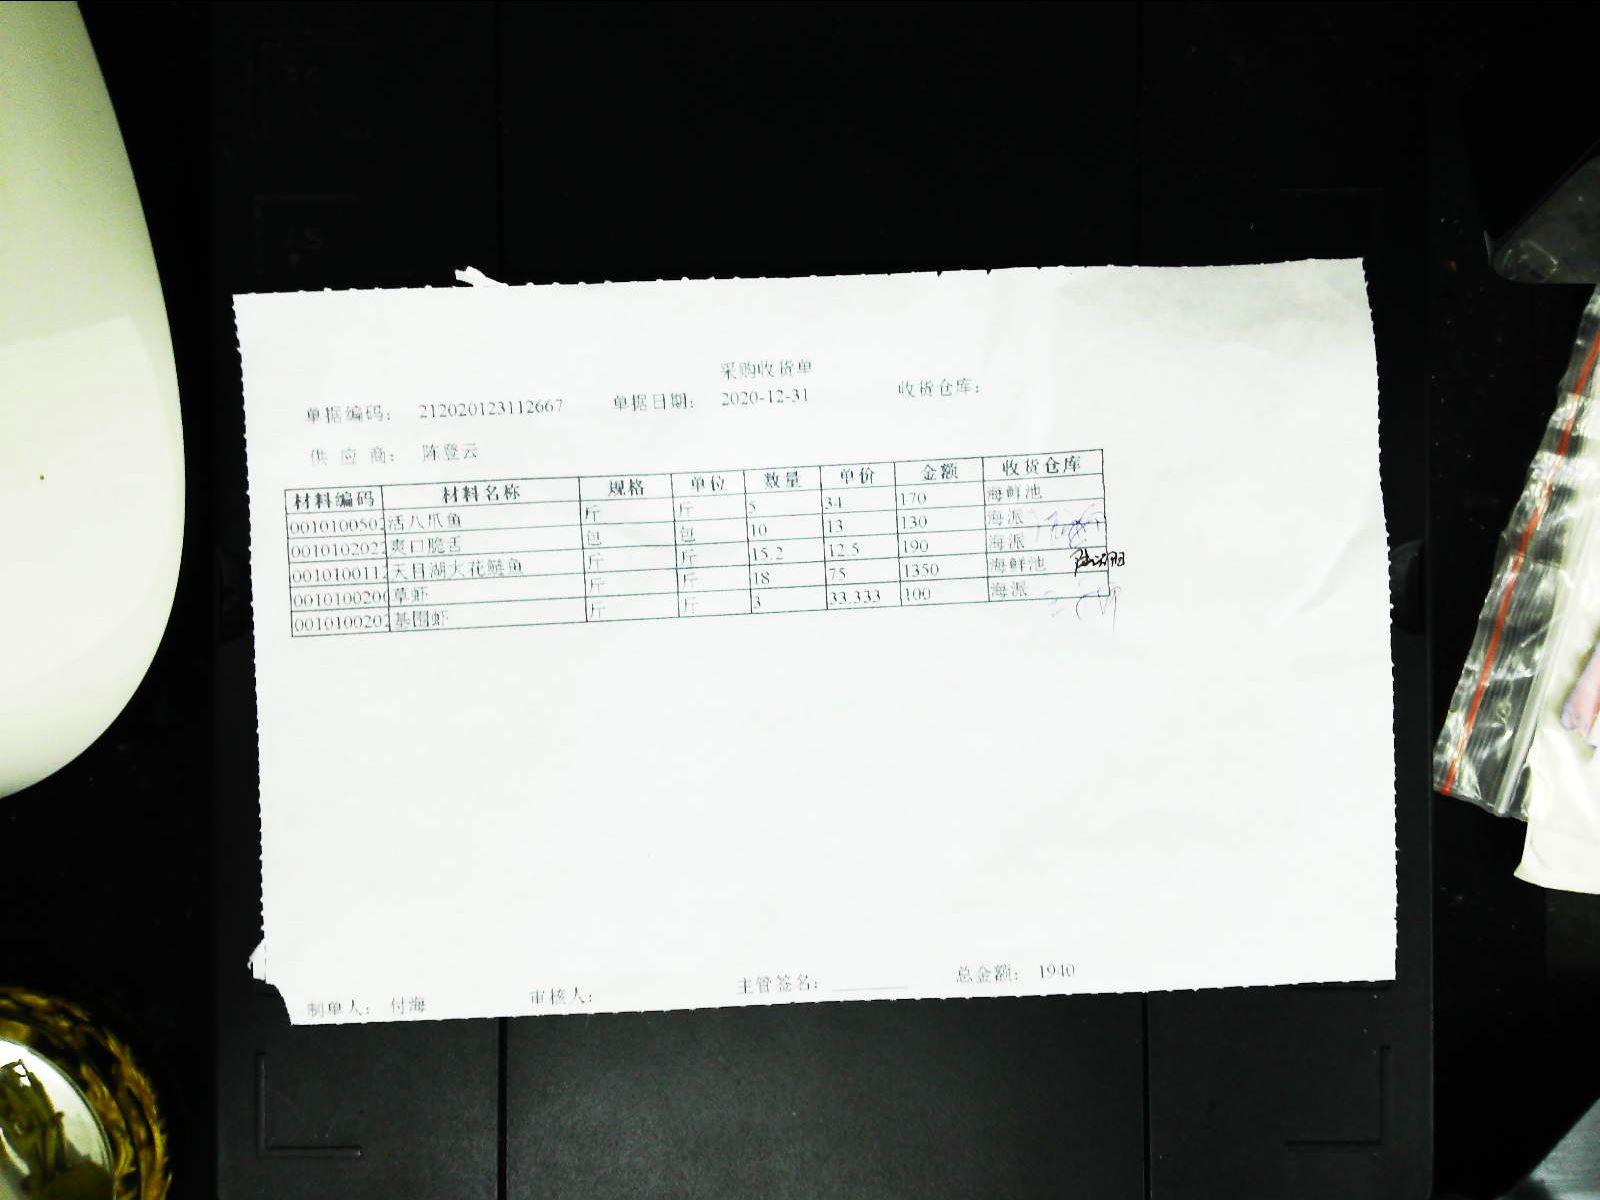 采购收货单
单据编码： 212020123112667 单据日期： 2020-12-31 收货仓库：
供 应 商： 陈登云
材料编码 材料名称 规格 单位 数量 单价 金额 收货仓库
0010100502 活八爪鱼 斤 斤 5 34 170 海鲜池
0010102022 爽口脆舌 包 包 10 13 130 海派
0010100112 天目湖大花鲢鱼 斤 斤 15.2 12.5 190 海派
0010100200 草虾 斤 斤 18 75 1350 海鲜池
0010100202 基围虾 斤 斤 3 33.333 100 海派
制单人： 付海 审核人： 主管签名： 总金额： 1940